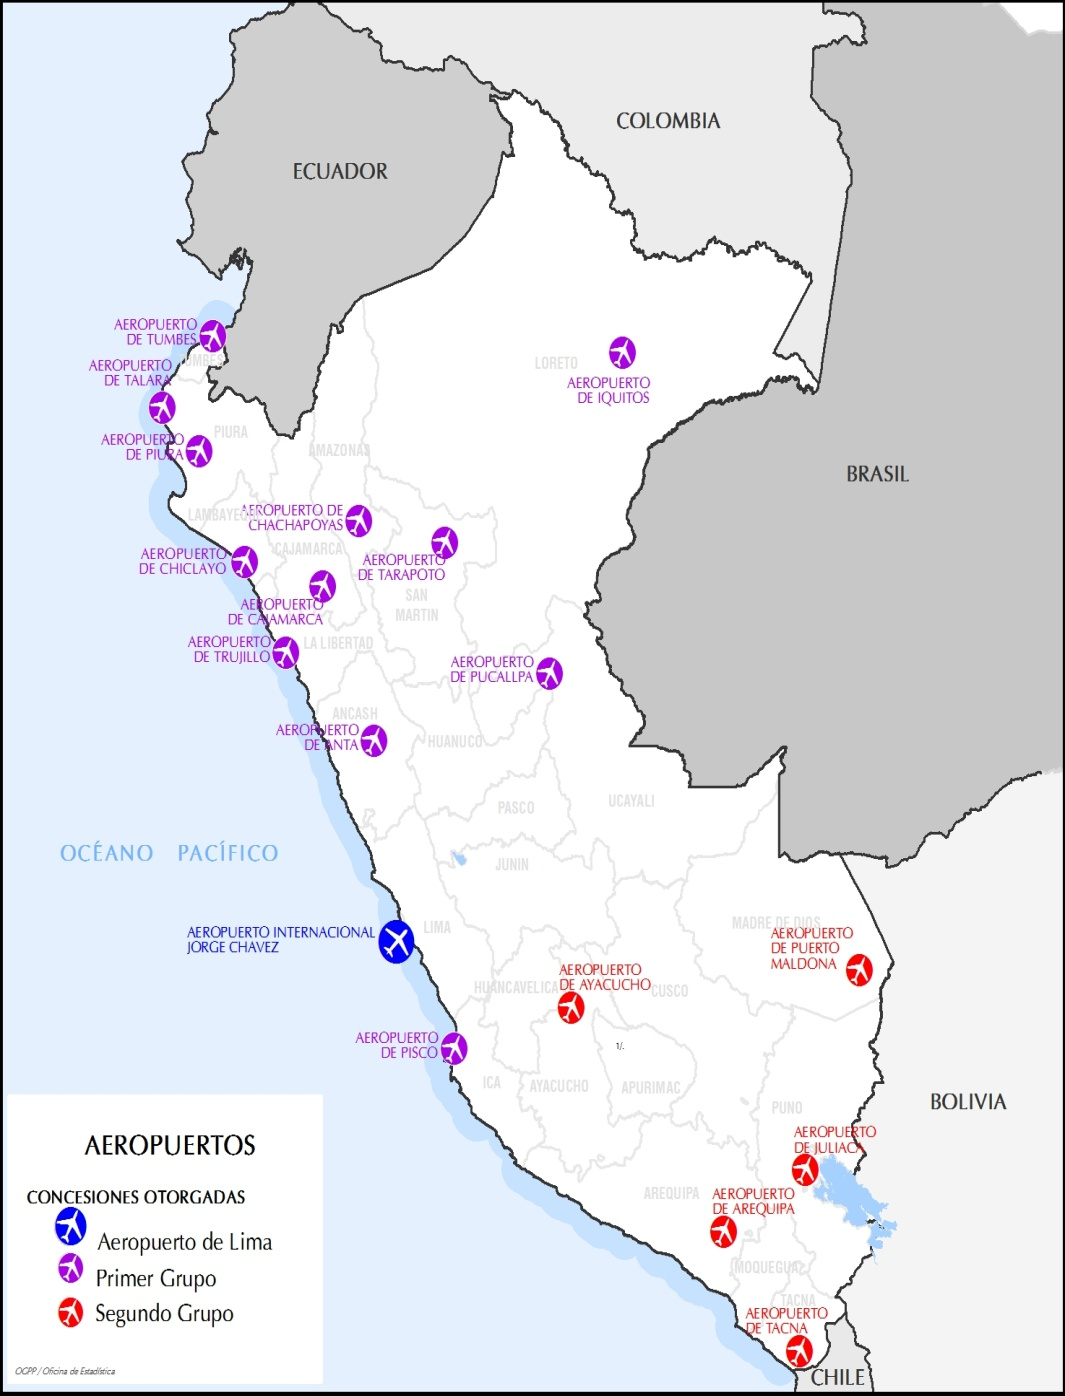 COLOMBIA
ECUADOR
AEROPUERTO
DE TUMBES
TUMBES
AEROPUERTO
DE TALARA
LORETO
AEROPUERTO
DE IQUITOS
PIURA
AEROPUERTO
DE PIURA
AMAZONAS
BRASIL
LAMBAYEQUE
AEROPUERTO DE
CHACHAPOYAS
CAJAMARCA
AEROPUERTO
DE CHICLAYO
AEROPUERTO
DE TARAPOTO
SAN
MARTIN
AEROPUERTO
DE CAJAMARCA
LA LIBERTAD
AEROPUERTO
DE TRUJILLO
AEROPUERTO
DE PUCALLPA
ANCASH
AEROPUERTO
DE ANTA
HUANUCO
PASCO
UCAYALI
OCÉANO PACÍFICO
JUNIN
LIMA
AEROPUERTO INTERNACIONAL
JORGE CHAVEZ
MADRE DE DIOS
AEROPUERTO
DE PUERTO
MALDONA
AEROPUERTO
DE AYACUCHO
HUANCAVELICA
CUSCO
AEROPUERTO
DE PISCO
1/.
ICA
AYACUCHO
APURIMAC
PUNO
BOLIVIA
AEROPUERTO
DE JULIACA
AREQUIPA
AEROPUERTO
DE AREQUIPA
MOQUEGUA
TACNA
AEROPUERTO
DE TACNA
CHILE
AEROPUERTOS
CONCESIONES OTORGADAS
Aeropuerto de Lima
Primer Grupo
Segundo Grupo
OGPP / Oficina de Estadística